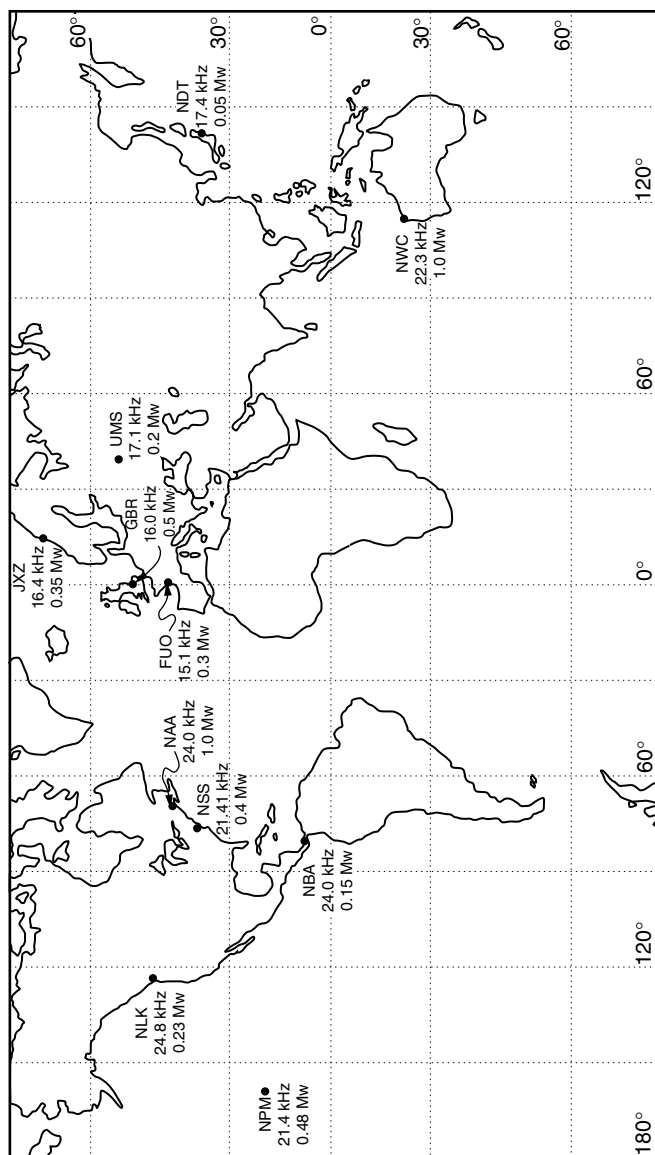 60°
30°
0°
30°
60°
NDT
17.4 kHz
0.05 Mw
120°
NWC
22.3 kHz
1.0 Mw
60°
UMS
17.1 kHz
0.2 Mw
GBR
16.0 kHz
0.5 Mw
JXZ
16.4 kHz
0.35 Mw
0°
FUO
15.1 kHz
0.3 Mw
NAA
24.0 kHz
1.0 Mw
NSS
21.41 kHz
0.4 Mw
60°
NBA
24.0 kHz
0.15 Mw
120°
NLK
24.8 kHz
0.23 Mw
NPM
21.4 kHz
0.48 Mw
180°